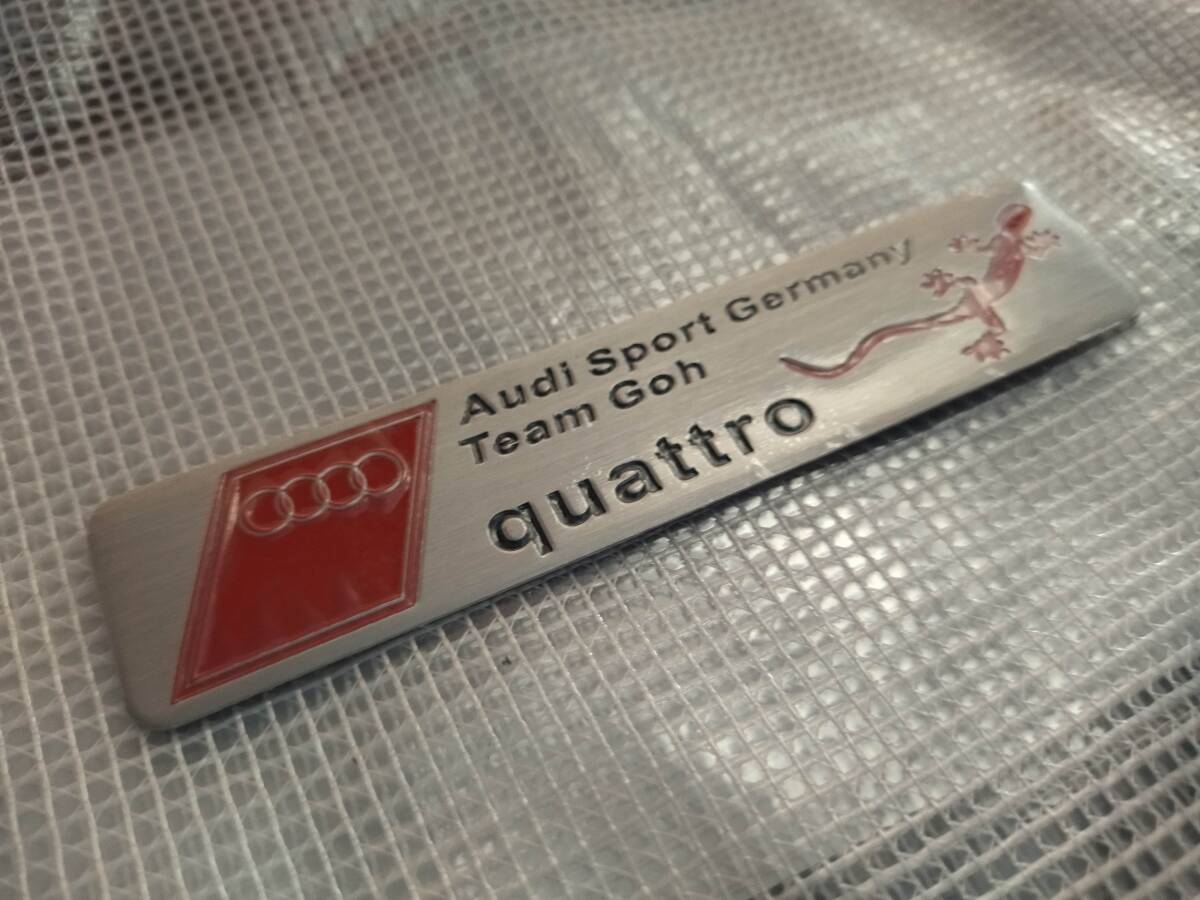 Audi Sport Germany
Team Goh
quattro